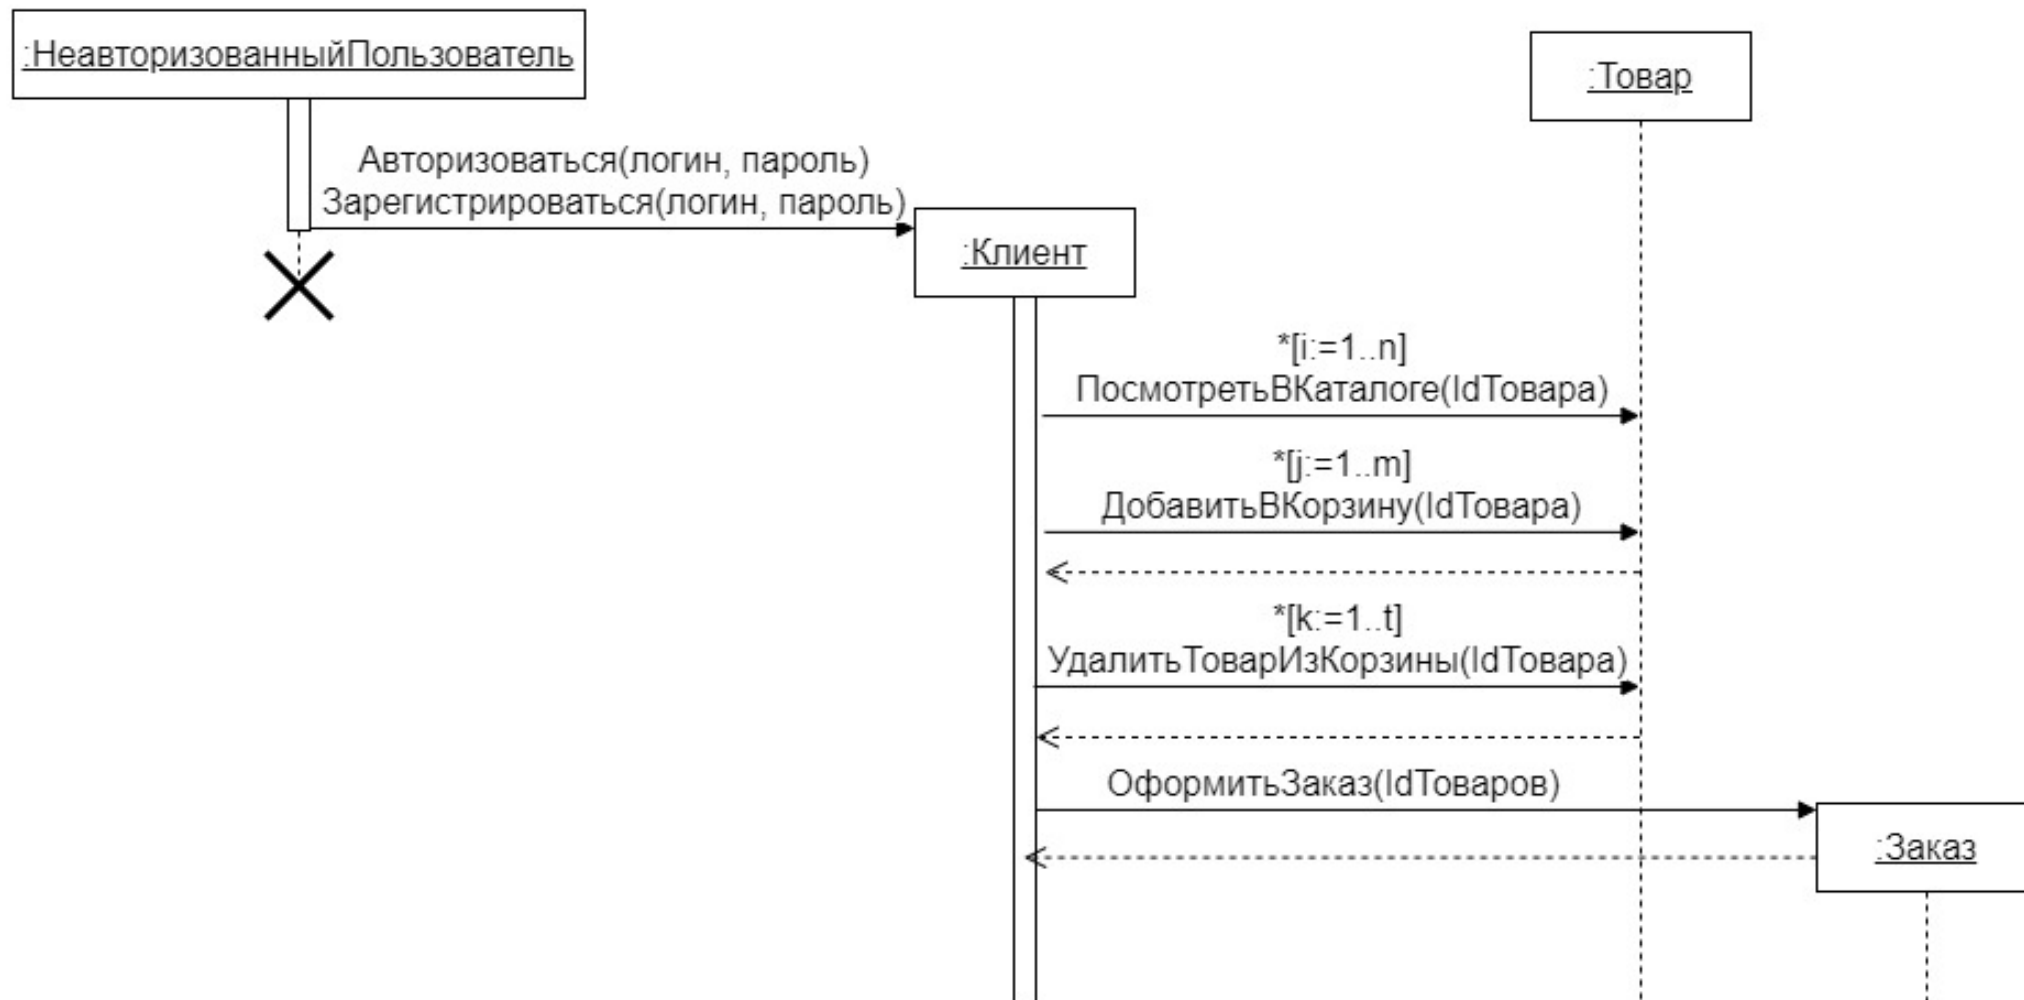 :НеавторизованныйПользователь
:Товар
Авторизоваться(логин, пароль)
Зарегистрироваться(логин, пароль)
:Клиент
*[i:=1..n]
ПосмотретьВКаталоге(IdТовара)
*[j:=1..m]
ДобавитьВКорзину(IdТовара)
*[k:=1..t]
УдалитьТоварИзКорзины(IdТовара)
ОформитьЗаказ(IdТоваров)
:Заказ